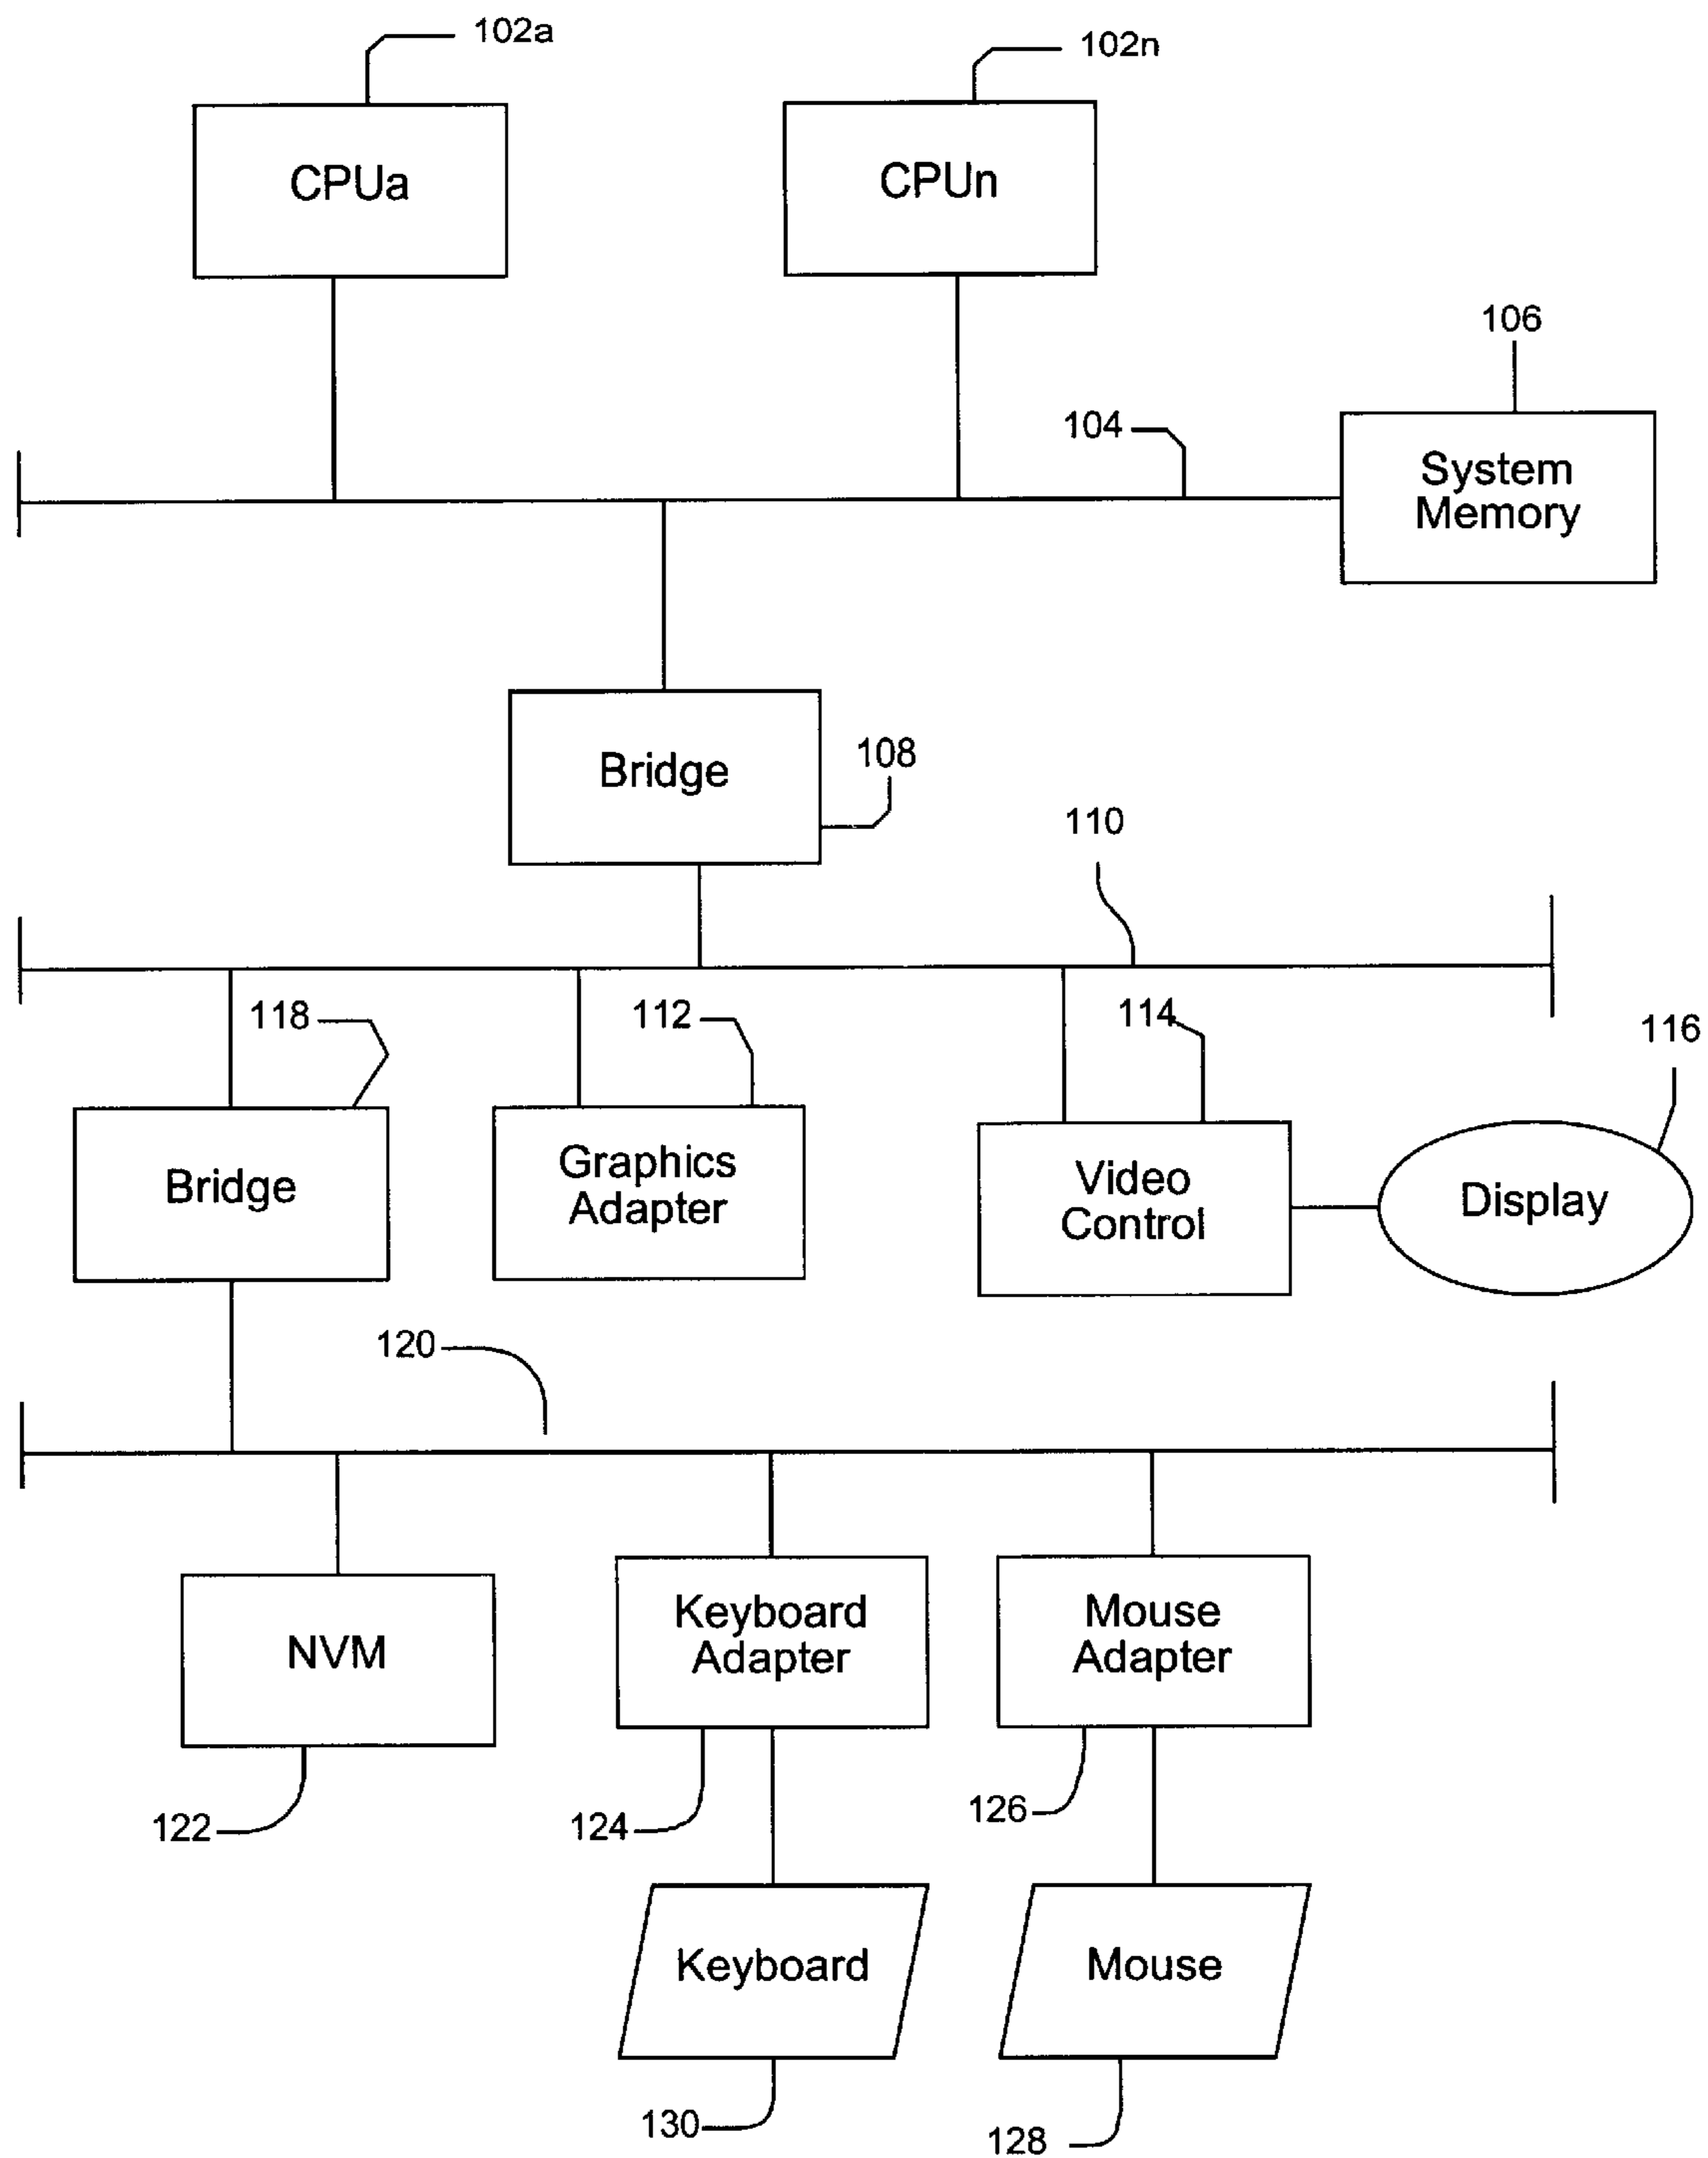 102a
102n
CPUa
CPUn
106
104
System
Memory
108
Bridge
110
118
112
114
116
Bridge
Graphics
Adapter
Video
Control
Display
120
NVM
Keyboard
Adapter
Mouse
Adapter
122
124
126
Keyboard
Mouse
130
128